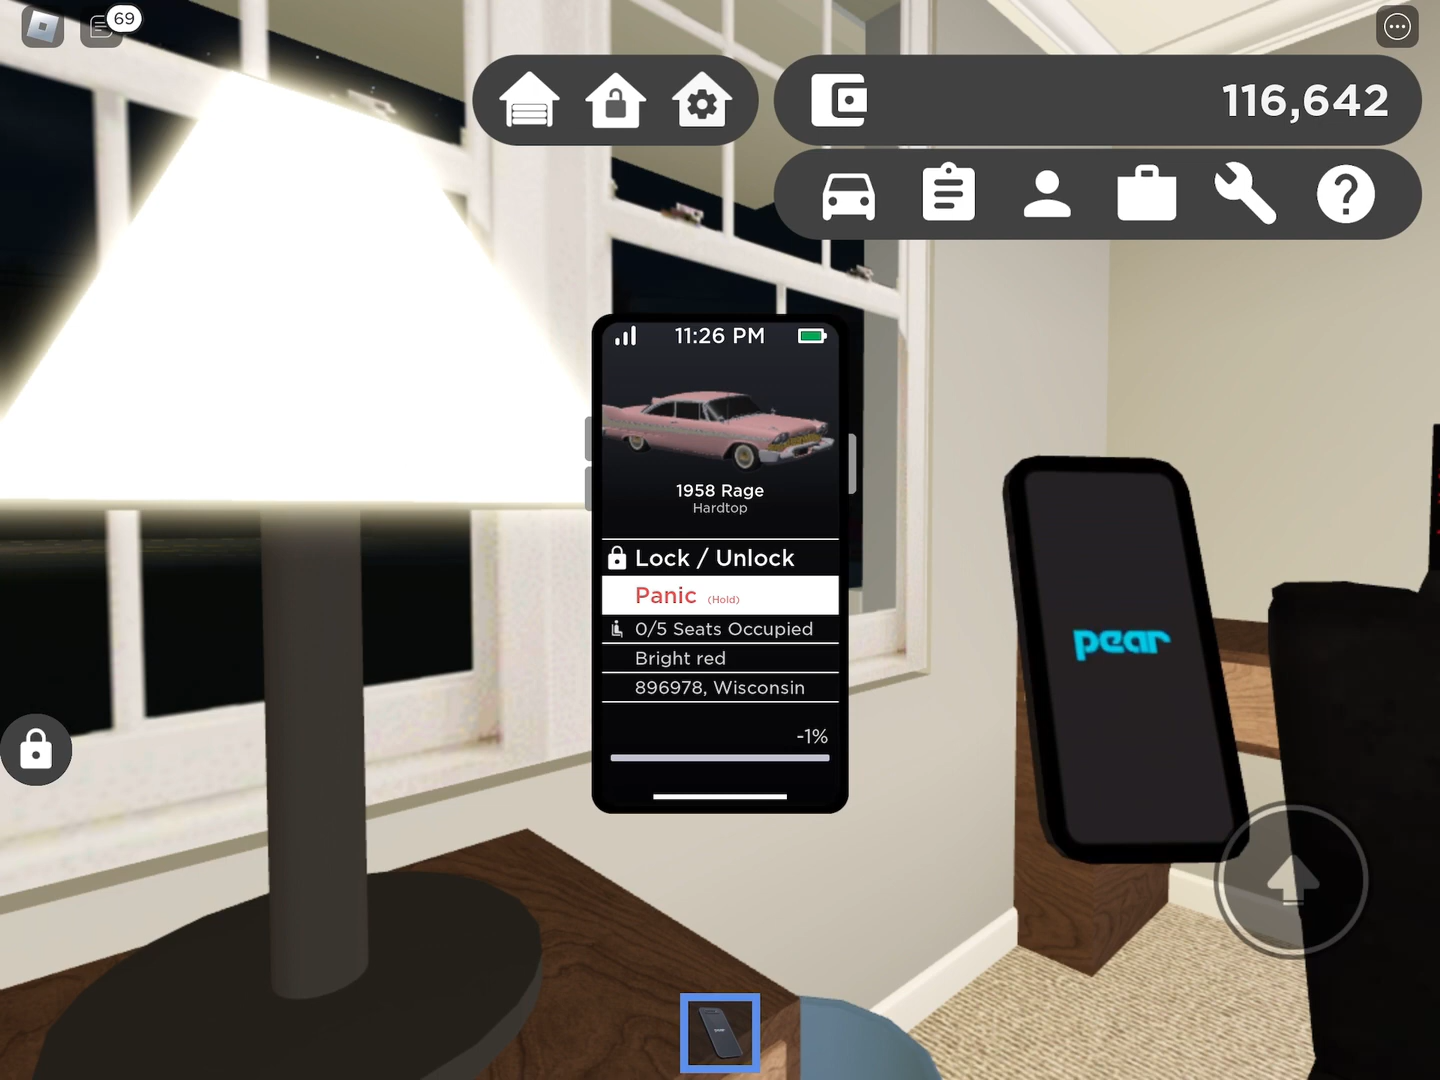 69
116,642
11:26 PM
1958 Rage
Hardtop
Lock / Unlock
Panic (Hold)
0/5 Seats Occupied
Bright red
896978, Wisconsin
-1%
pear